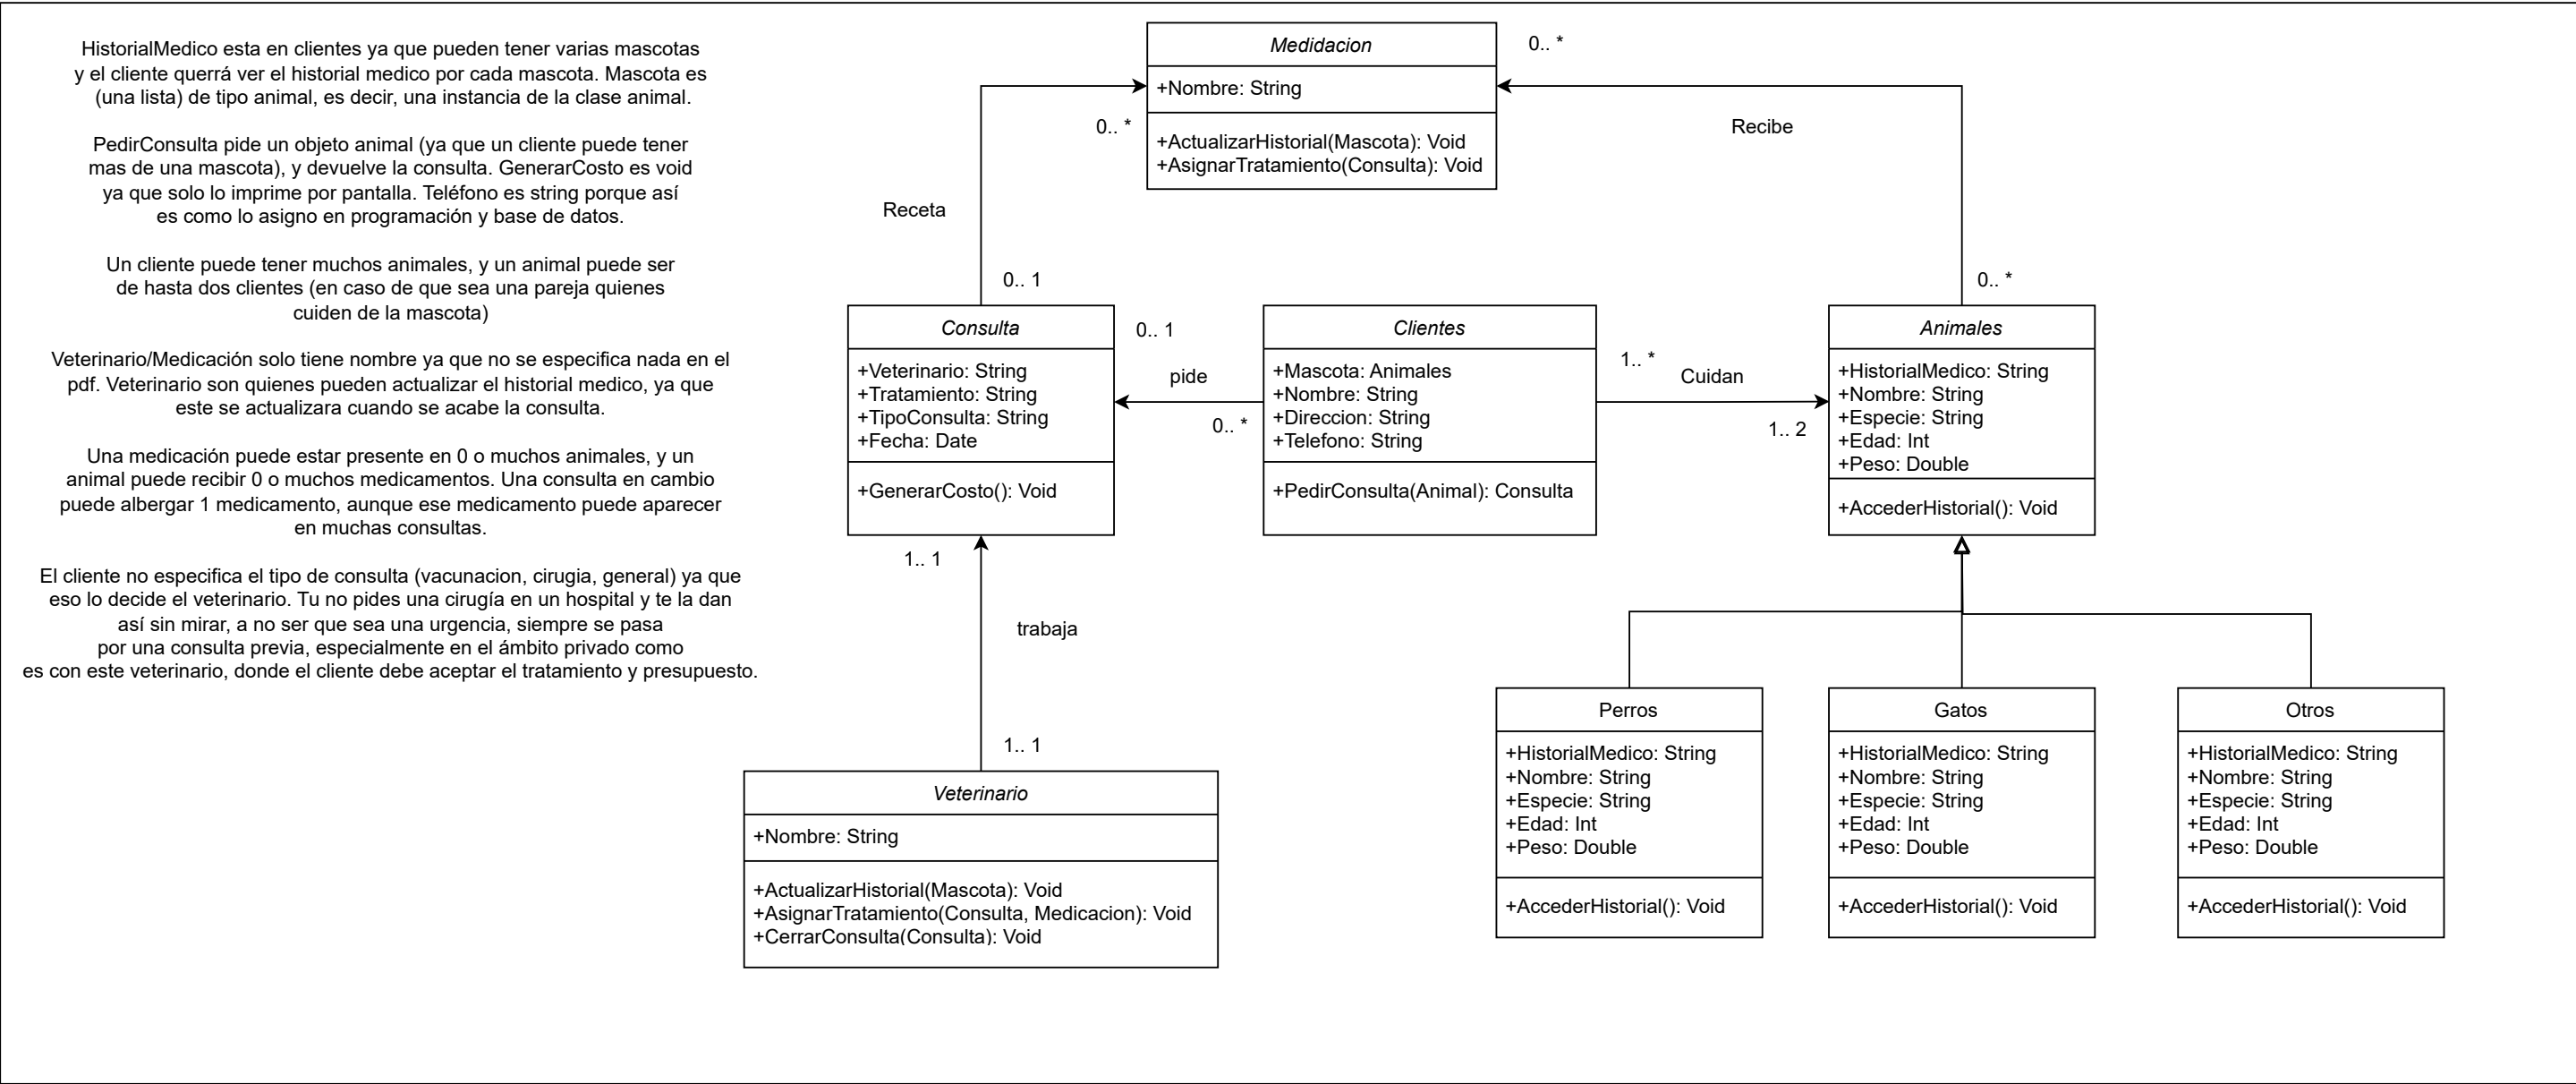 HistorialMedico esta en clientes ya que pueden tener varias mascotas
y el cliente querrá ver el historial medico por cada mascota. Mascota es
(una lista) de tipo animal, es decir, una instancia de la clase animal.
PedirConsulta pide un objeto animal (ya que un cliente puede tener
mas de una mascota), y devuelve la consulta. GenerarCosto es void
ya que solo lo imprime por pantalla. Teléfono es string porque así
es como lo asigno en programación y base de datos.
Un cliente puede tener muchos animales, y un animal puede ser
de hasta dos clientes (en caso de que sea una pareja quienes
cuiden de la mascota)
Veterinario/Medicación solo tiene nombre ya que no se especifica nada en el
pdf. Veterinario son quienes pueden actualizar el historial medico, ya que
este se actualizara cuando se acabe la consulta.
Una medicación puede estar presente en 0 o muchos animales, y un
animal puede recibir 0 o muchos medicamentos. Una consulta en cambio
puede albergar 1 medicamento, aunque ese medicamento puede aparecer
en muchas consultas.
El cliente no especifica el tipo de consulta (vacunacion, cirugia, general) ya que
eso lo decide el veterinario. Tu no pides una cirugía en un hospital y te la dan
así sin mirar, a no ser que sea una urgencia, siempre se pasa
por una consulta previa, especialmente en el ámbito privado como
es con este veterinario, donde el cliente debe aceptar el tratamiento y presupuesto.
Medidacion
+Nombre: String
+ActualizarHistorial(Mascota): Void
+AsignarTratamiento(Consulta): Void
0.. *
0.. *
Recibe
Receta
0.. 1
0.. *
Consulta
+Veterinario: String
+Tratamiento: String
+TipoConsulta: String
+Fecha: Date
+GenerarCosto(): Void
0.. 1
pide
0.. *
Clientes
+Mascota: Animales
+Nombre: String
+Direccion: String
+Telefono: String
+PedirConsulta(Animal): Consulta
1.. *
Cuidan
1.. 2
Animales
+HistorialMedico: String
+Nombre: String
+Especie: String
+Edad: Int
+Peso: Double
+AccederHistorial(): Void
1.. 1
trabaja
1.. 1
Veterinario
+Nombre: String
+ActualizarHistorial(Mascota): Void
+AsignarTratamiento(Consulta, Medicacion): Void
+CerrarConsulta(Consulta): Void
Perros
+HistorialMedico: String
+Nombre: String
+Especie: String
+Edad: Int
+Peso: Double
+AccederHistorial(): Void
Gatos
+HistorialMedico: String
+Nombre: String
+Especie: String
+Edad: Int
+Peso: Double
+AccederHistorial(): Void
Otros
+HistorialMedico: String
+Nombre: String
+Especie: String
+Edad: Int
+Peso: Double
+AccederHistorial(): Void